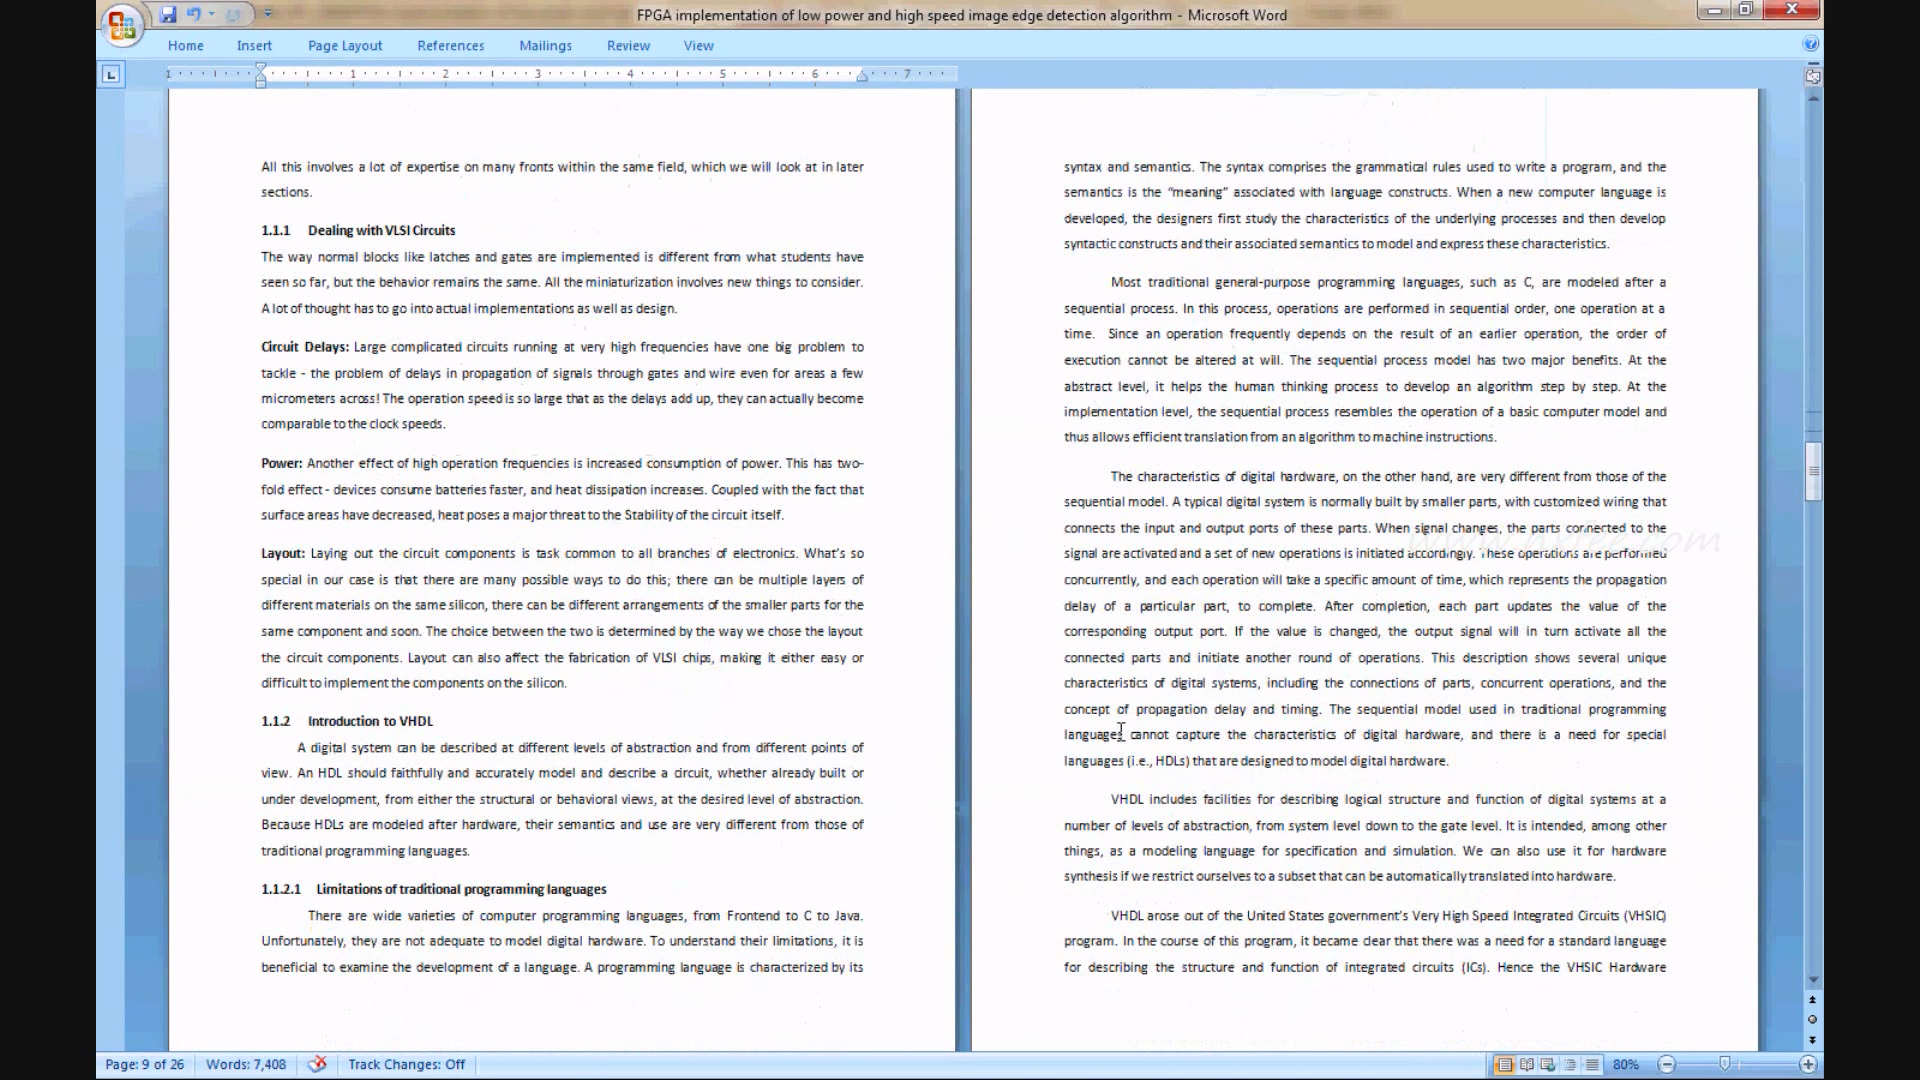 FPGA implementation of low power and high speed image edge detection algorithm - Microsoft Word
Home Insert Page Layout References Mailings Review View
1 1 2 3 4 5 6 7
All this involves a lot of expertise on many fronts within the same field, which we will look at in later
sections.
1.1.1 Dealing with VLSI Circuits
The way normal blocks like latches and gates are implemented is different from what students have
seen so far, but the behavior remains the same. All the miniaturization involves new things to consider.
A lot of thought has to go into actual implementations as well as design.
Circuit Delays: Large complicated circuits running at very high frequencies have one big problem to
tackle - the problem of delays in propagation of signals through gates and wire even for areas a few
micrometers across! The operation speed is so large that as the delays add up, they can actually become
comparable to the clock speeds.
Power: Another effect of high operation frequencies is increased consumption of power. This has two-
fold effect - devices consume batteries faster, and heat dissipation increases. Coupled with the fact that
surface areas have decreased, heat poses a major threat to the Stability of the circuit itself.
Layout: Laying out the circuit components is task common to all branches of electronics. What's so
special in our case is that there are many possible ways to do this; there can be multiple layers of
different materials on the same silicon, there can be different arrangements of the smaller parts for the
same component and soon. The choice between the two is determined by the way we chose the layout
the circuit components. Layout can also affect the fabrication of VLSI chips, making it either easy or
difficult to implement the components on the silicon.
1.1.2 Introduction to VHDL
A digital system can be described at different levels of abstraction and from different points of
view. An HDL should faithfully and accurately model and describe a circuit, whether already built or
under development, from either the structural or behavioral views, at the desired level of abstraction.
Because HDLs are modeled after hardware, their semantics and use are very different from those of
traditional programming languages.
1.1.2.1 Limitations of traditional programming languages
There are wide varieties of computer programming languages, from Frontend to C to Java.
Unfortunately, they are not adequate to model digital hardware. To understand their limitations, it is
beneficial to examine the development of a language. A programming language is characterized by its
syntax and semantics. The syntax comprises the grammatical rules used to write a program, and the
semantics is the "meaning" associated with language constructs. When a new computer language is
developed, the designers first study the characteristics of the underlying processes and then develop
syntactic constructs and their associated semantics to model and express these characteristics.
Most traditional general-purpose programming languages, such as C, are modeled after a
sequential process. In this process, operations are performed in sequential order, one operation at a
time. Since an operation frequently depends on the result of an earlier operation, the order of
execution cannot be altered at will. The sequential process model has two major benefits. At the
abstract level, it helps the human thinking process to develop an algorithm step by step. At the
implementation level, the sequential process resembles the operation of a basic computer model and
thus allows efficient translation from an algorithm to machine instructions.
The characteristics of digital hardware, on the other hand, are very different from those of the
sequential model. A typical digital system is normally built by smaller parts, with customized wiring that
connects the input and output ports of these parts. When signal changes, the parts connected to the
signal are activated and a set of new operations is initiated accordingly. These operations are performed
concurrently, and each operation will take a specific amount of time, which represents the propagation
delay of a particular part, to complete. After completion, each part updates the value of the
corresponding output port. If the value is changed, the output signal will in turn activate all the
connected parts and initiate another round of operations. This description shows several unique
characteristics of digital systems, including the connections of parts, concurrent operations, and the
concept of propagation delay and timing. The sequential model used in traditional programming
languages cannot capture the characteristics of digital hardware, and there is a need for special
languages (i.e., HDLs) that are designed to model digital hardware.
VHDL includes facilities for describing logical structure and function of digital systems at a
number of levels of abstraction, from system level down to the gate level. It is intended, among other
things, as a modeling language for specification and simulation. We can also use it for hardware
synthesis if we restrict ourselves to a subset that can be automatically translated into hardware.
VHDL arose out of the United States government's Very High Speed Integrated Circuits (VHSIC)
program. In the course of this program, it became clear that there was a need for a standard language
for describing the structure and function of integrated circuits (ICs). Hence the VHSIC Hardware
Page: 9 of 26 Words: 7,408 Track Changes: Off 80%